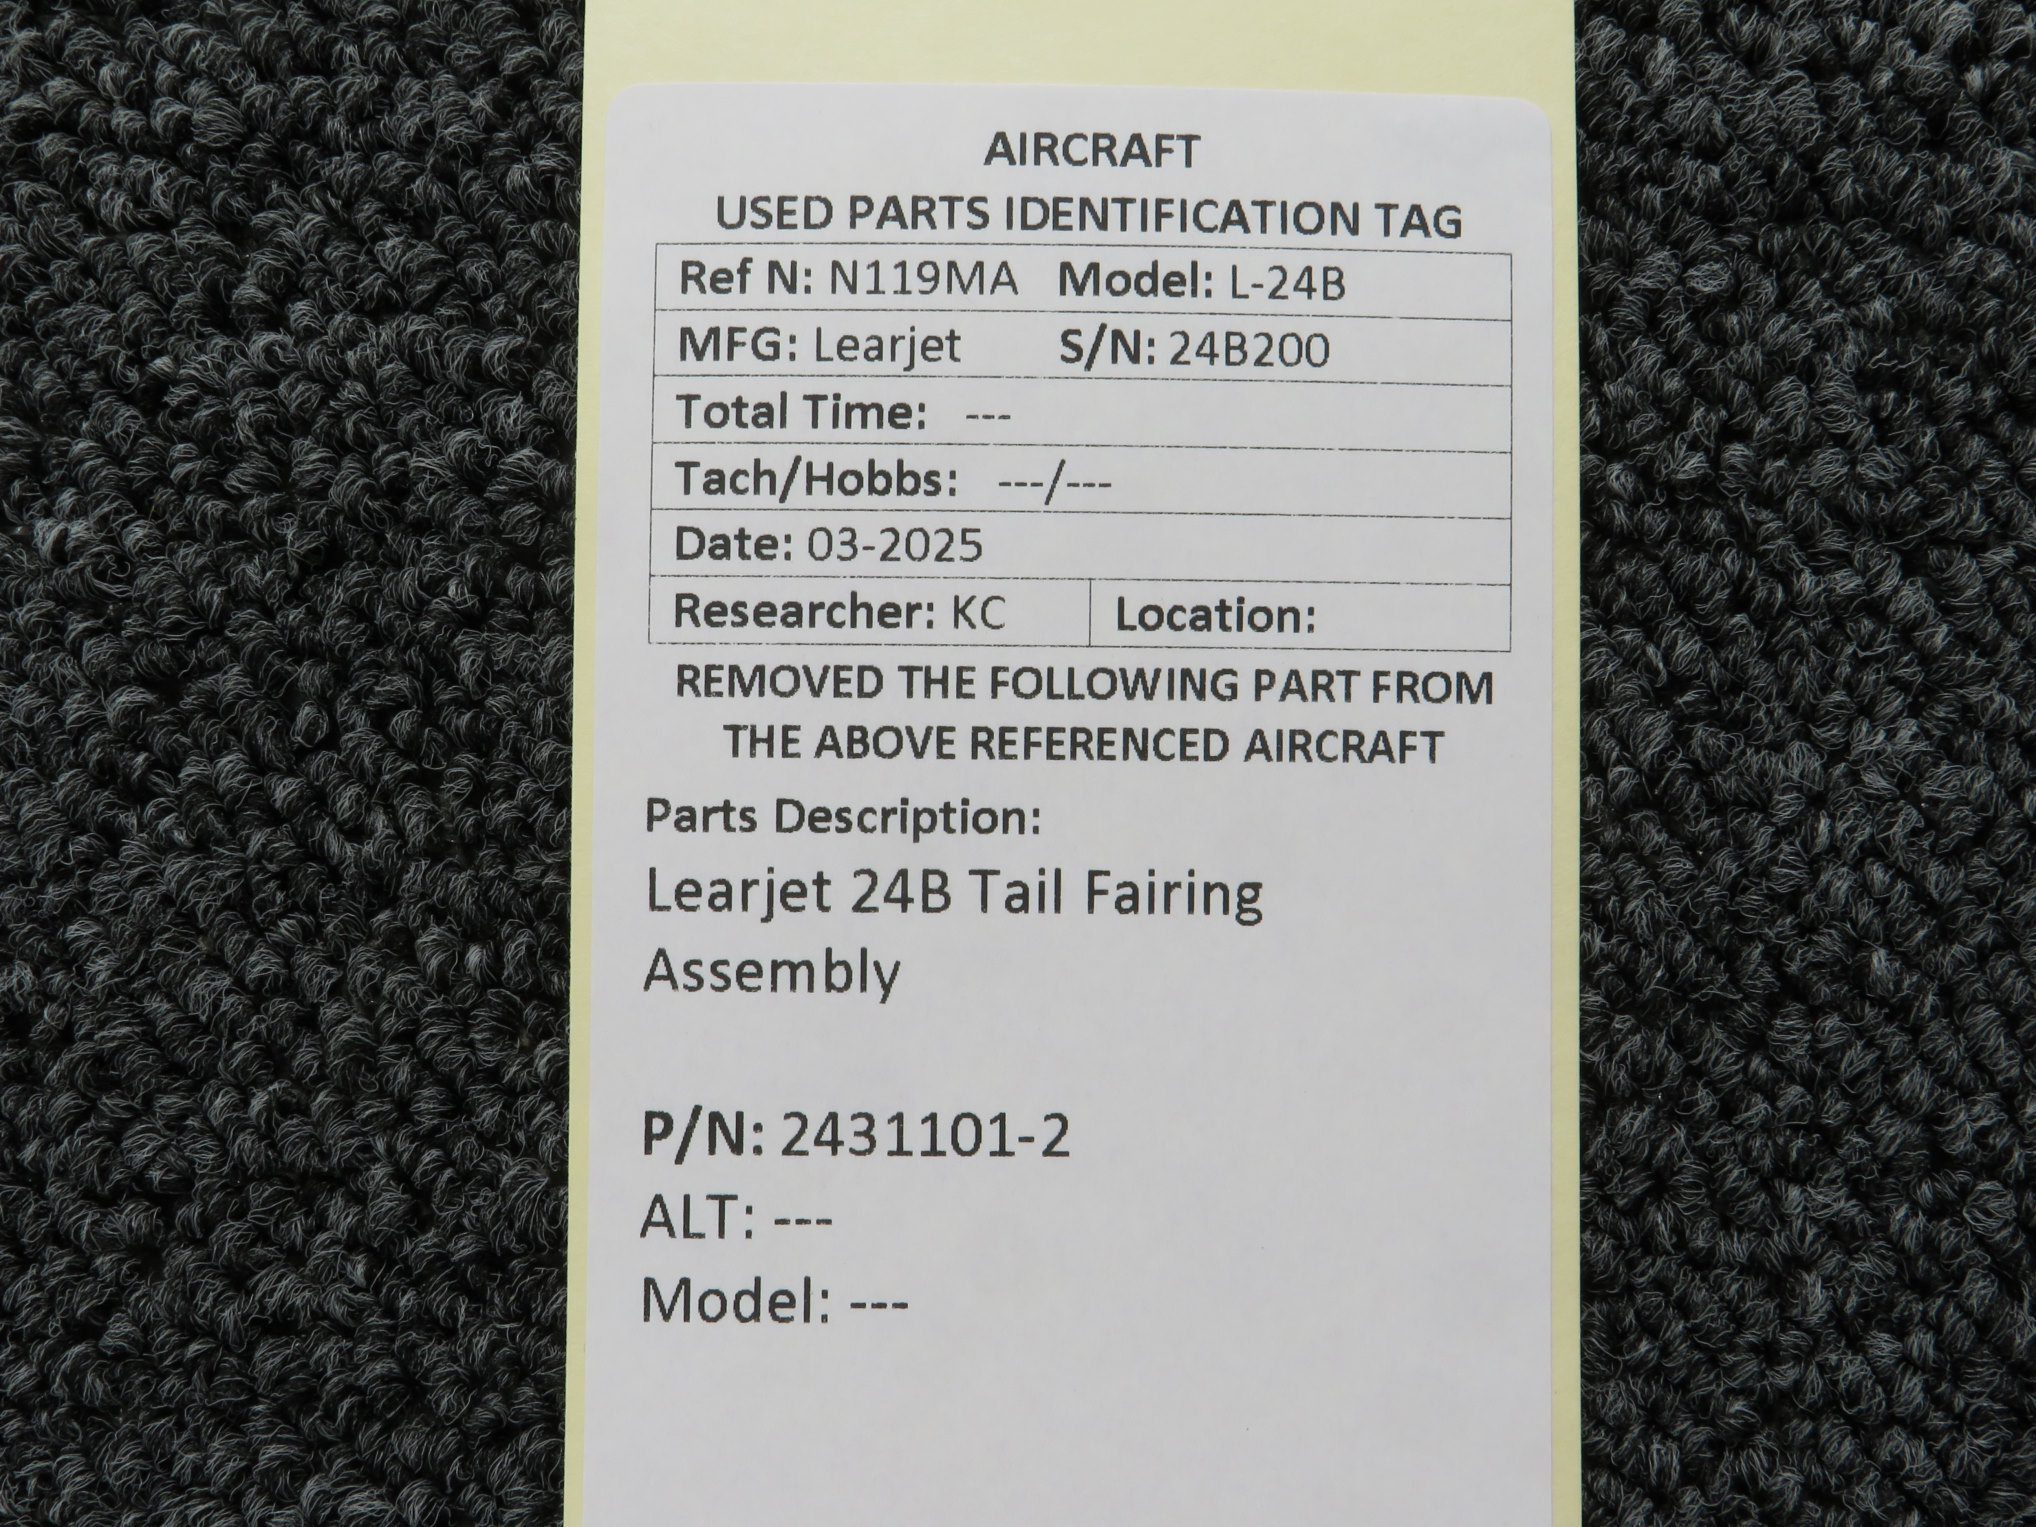 AIRCRAFT
USED PARTS IDENTIFICATION TAG
Ref N: N119MA Model: L-24B
MFG: Learjet S/N: 24B200
Total Time: ---
Tach/Hobbs: ---/---
Date: 03-2025
Researcher: KC Location:
REMOVED THE FOLLOWING PART FROM
THE ABOVE REFERENCED AIRCRAFT
Parts Description:
Learjet 24B Tail Fairing
Assembly
P/N: 2431101-2
ALT: ---
Model: ---